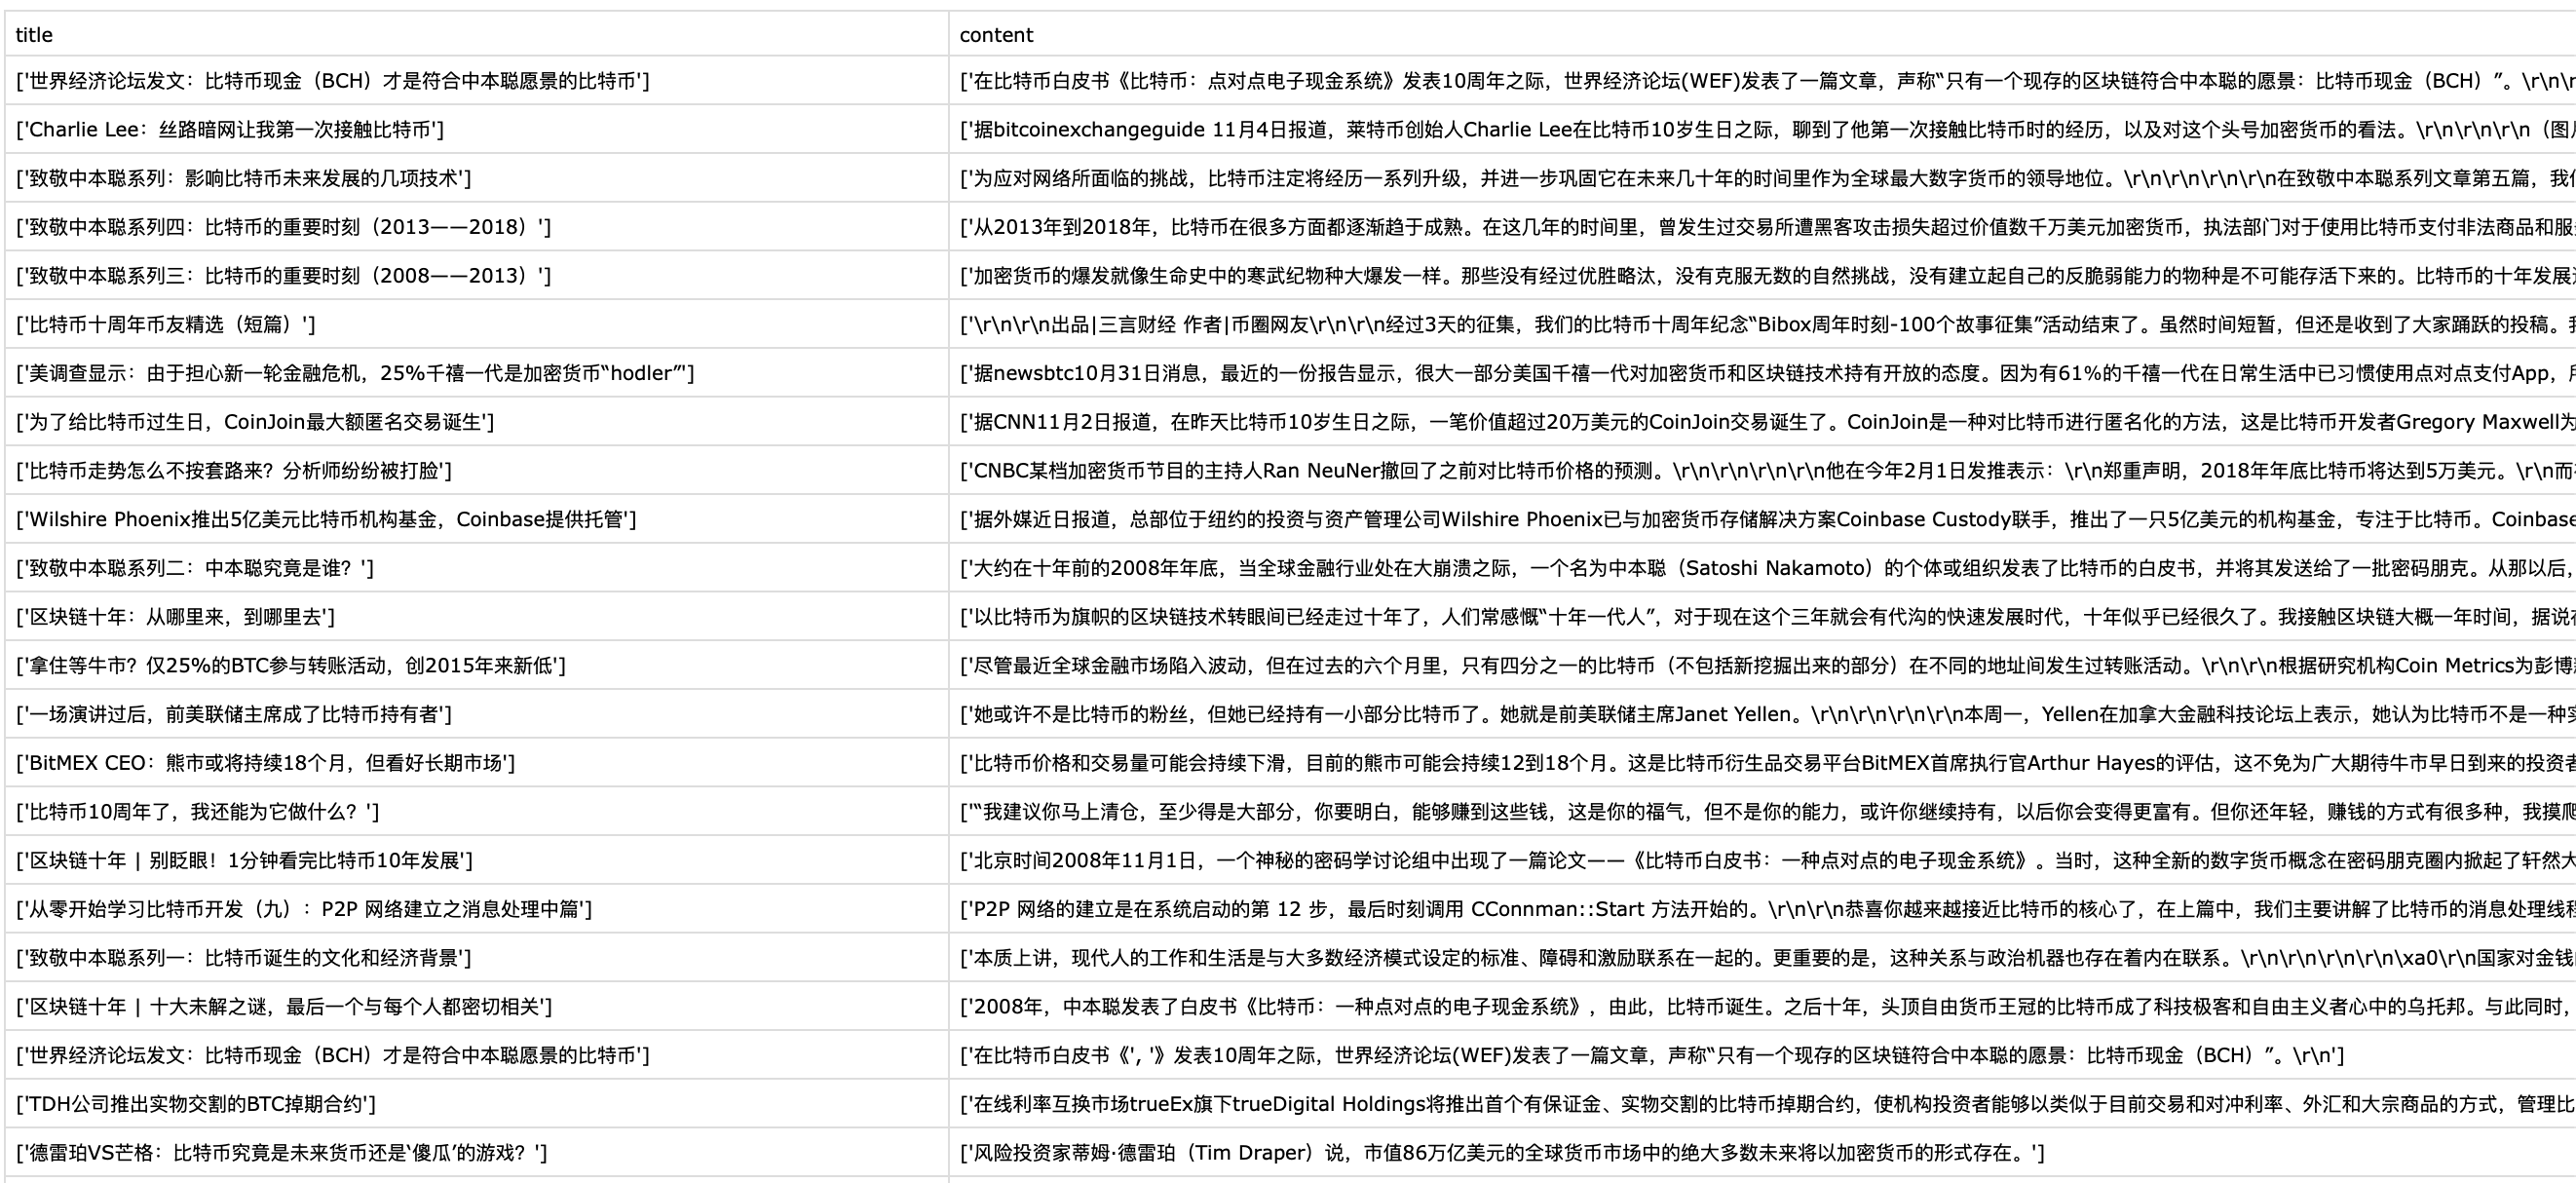 title	content
['世界经济论坛发文：比特币现金（BCH）才是符合中本聪愿景的比特币']	['在比特币白皮书《比特币：点对点电子现金系统》发表10周年之际，世界经济论坛(WEF)发表了一篇文章，声称“只有一个现存的区块链符合中本聪的愿景：比特币现金（BCH）”。\r\n\r
['Charlie Lee：丝路暗网让我第一次接触比特币']	['据bitcoinexchangeguide 11月4日报道，莱特币创始人Charlie Lee在比特币10岁生日之际，聊到了他第一次接触比特币时的经历，以及对这个头号加密货币的看法。\r\n\r\n\r\n（图
['致敬中本聪系列：影响比特币未来发展的几项技术']	['为应对网络所面临的挑战，比特币注定将经历一系列升级，并进一步巩固它在未来几十年的时间里作为全球最大数字货币的领导地位。\r\n\r\n\r\n\r\n在致敬中本聪系列文章第五篇，我
['致敬中本聪系列四：比特币的重要时刻（2013——2018）']	['从2013年到2018年，比特币在很多方面都逐渐趋于成熟。在这几年的时间里，曾发生过交易所遭黑客攻击损失超过价值数千万美元加密货币，执法部门对于使用比特币支付非法商品和服
['致敬中本聪系列三：比特币的重要时刻（2008——2013）']	['加密货币的爆发就像生命史中的寒武纪物种大爆发一样。那些没有经过优胜略汰，没有克服无数的自然挑战，没有建立起自己的反脆弱能力的物种是不可能存活下来的。比特币的十年发展
['比特币十周年币友精选（短篇）']	['\r\n\r\n出品|三言财经 作者|币圈网友\r\n\r\n经过3天的征集，我们的比特币十周年纪念“Bibox周年时刻-100个故事征集”活动结束了。虽然时间短暂，但还是收到了大家踊跃的投稿。
['美调查显示：由于担心新一轮金融危机，25%千禧一代是加密货币“hodler”']	['据newsbtc10月31日消息，最近的一份报告显示，很大一部分美国千禧一代对加密货币和区块链技术持有开放的态度。因为有61%的千禧一代在日常生活中已习惯使用点对点支付App，
['为了给比特币过生日，CoinJoin最大额匿名交易诞生']	['据CNN11月2日报道，在昨天比特币10岁生日之际，一笔价值超过20万美元的CoinJoin交易诞生了。CoinJoin是一种对比特币进行匿名化的方法，这是比特币开发者Gregory Maxwell为
['比特币走势怎么不按套路来？分析师纷纷被打脸']	['CNBC某档加密货币节目的主持人Ran NeuNer撤回了之前对比特币价格的预测。\r\n\r\n\r\n\r\n他在今年2月1日发推表示：\r\n郑重声明，2018年年底比特币将达到5万美元。\r\n而
['Wilshire Phoenix推出5亿美元比特币机构基金，Coinbase提供托管']	['据外媒近日报道，总部位于纽约的投资与资产管理公司Wilshire Phoenix已与加密货币存储解决方案Coinbase Custody联手，推出了一只5亿美元的机构基金，专注于比特币。Coinbase
['致敬中本聪系列二：中本聪究竟是谁？']	['大约在十年前的2008年年底，当全球金融行业处在大崩溃之际，一个名为中本聪（Satoshi Nakamoto）的个体或组织发表了比特币的白皮书，并将其发送给了一批密码朋克。从那以后，
['区块链十年：从哪里来，到哪里去']	['以比特币为旗帜的区块链技术转眼间已经走过十年了，人们常感慨“十年一代人”，对于现在这个三年就会有代沟的快速发展时代，十年似乎已经很久了。我接触区块链大概一年时间，据说
['拿住等牛市？仅25%的BTC参与转账活动，创2015年来新低']	['尽管最近全球金融市场陷入波动，但在过去的六个月里，只有四分之一的比特币（不包括新挖掘出来的部分）在不同的地址间发生过转账活动。\r\n\r\n根据研究机构Coin Metrics为彭博
['一场演讲过后，前美联储主席成了比特币持有者']	['她或许不是比特币的粉丝，但她已经持有一小部分比特币了。她就是前美联储主席Janet Yellen。\r\n\r\n\r\n\r\n本周一，Yellen在加拿大金融科技论坛上表示，她认为比特币不是一种
['BitMEX CEO：熊市或将持续18个月，但看好长期市场']	['比特币价格和交易量可能会持续下滑，目前的熊市可能会持续12到18个月。这是比特币衍生品交易平台BitMEX首席执行官Arthur Hayes的评估，这不免为广大期待牛市早日到来的投资者
['比特币10周年了，我还能为它做什么？']	['“我建议你马上清仓，至少得是大部分，你要明白，能够赚到这些钱，这是你的福气，但不是你的能力，或许你继续持有，以后你会变得更富有。但你还年轻，赚钱的方式有很多种，我摸爬
['区块链十年 | 别眨眼！1分钟看完比特币10年发展']	['北京时间2008年11月1日，一个神秘的密码学讨论组中出现了一篇论文——《比特币白皮书：一种点对点的电子现金系统》。当时，这种全新的数字货币概念在密码朋克圈内掀起了轩然大
['从零开始学习比特币开发（九）：P2P 网络建立之消息处理中篇']	['P2P 网络的建立是在系统启动的第 12 步，最后时刻调用 CConnman::Start 方法开始的。\r\n\r\n恭喜你越来越接近比特币的核心了，在上篇中，我们主要讲解了比特币的消息处理线程
['致敬中本聪系列一：比特币诞生的文化和经济背景']	['本质上讲，现代人的工作和生活是与大多数经济模式设定的标准、障碍和激励联系在一起的。更重要的是，这种关系与政治机器也存在着内在联系。\r\n\r\n\r\n\r\n\xa0\r\n国家对金钱
['区块链十年 | 十大未解之谜，最后一个与每个人都密切相关']	['2008年，中本聪发表了白皮书《比特币：一种点对点的电子现金系统》，由此，比特币诞生。之后十年，头顶自由货币王冠的比特币成了科技极客和自由主义者心中的乌托邦。与此同时，
['世界经济论坛发文：比特币现金（BCH）才是符合中本聪愿景的比特币']	['在比特币白皮书《', '》发表10周年之际，世界经济论坛(WEF)发表了一篇文章，声称“只有一个现存的区块链符合中本聪的愿景：比特币现金（BCH）”。\r\n']
['TDH公司推出实物交割的BTC掉期合约']	['在线利率互换市场trueEx旗下trueDigital Holdings将推出首个有保证金、实物交割的比特币掉期合约，使机构投资者能够以类似于目前交易和对冲利率、外汇和大宗商品的方式，管理比
['德雷珀VS芒格：比特币究竟是未来货币还是‘傻瓜’的游戏？']	['风险投资家蒂姆·德雷珀（Tim Draper）说，市值86万亿美元的全球货币市场中的绝大多数未来将以加密货币的形式存在。']